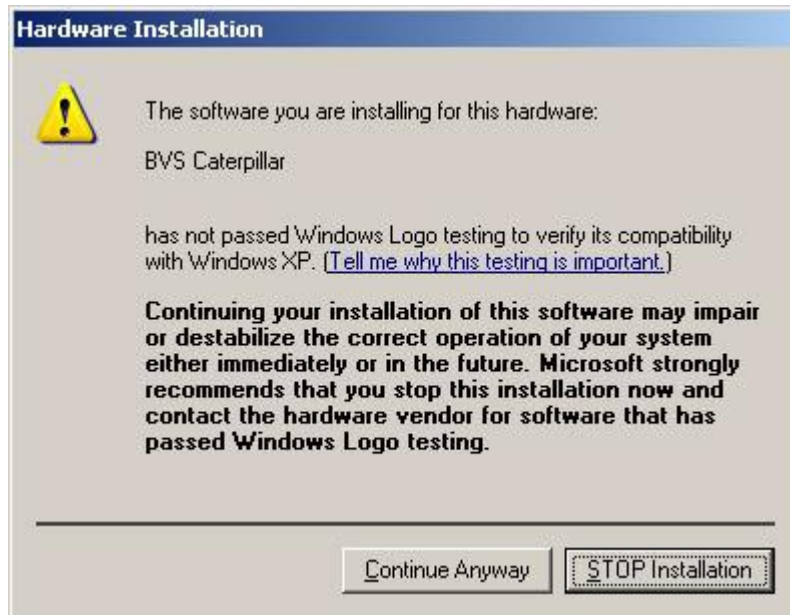 Hardware Installation
The software you are installing for this hardware:
BVS Caterpillar
has not passed Windows Logo testing to verify its compatibility
with Windows XP. (Tell me why this testing is important.)
Continuing your installation of this software may impair
or destabilize the correct operation of your system
either immediately or in the future. Microsoft strongly
recommends that you stop this installation now and
contact the hardware vendor for software that has
passed Windows Logo testing.
Continue Anyway
STOP Installation